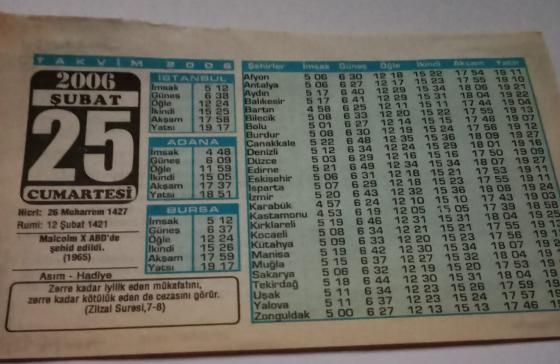 TAKVİM 2006
2006
ŞUBAT
25
CUMARTESİ
Hicri: 26 Muharrem 1427
Rumi: 12 Şubat 1421
Malcolm X ABD'de
şehid edildi.
(1965)
Asım - Hadiye
Zerre kadar iyilik eden mükafatını,
zerre kadar kötülük eden de cezasını görür.
(Zilzal Suresi,7-8)
İSTANBUL
İmsak 5 12
Güneş 6 38
Öğle 12 24
İkindi 15 25
Akşam 17 58
Yatsı 19 17
ADANA
İmsak 4 48
Güneş 6 09
Öğle 11 59
İkindi 15 05
Akşam 17 37
Yatsı 18 51
BURSA
İmsak 5 12
Güneş 6 37
Öğle 12 24
İkindi 15 26
Akşam 17 59
Yatsı 19 17
Şehirler İmsak Güneş Öğle İkindi Akşam Yatsı
Afyon 5 06 6 30 12 18 15 22 17 54 19 11
Antalya 5 06 6 27 12 17 15 23 17 55 19 10
Aydın 5 17 6 40 12 29 15 34 18 06 19 21
Balıkesir 5 17 6 41 12 29 15 31 18 04 19 22
Bartın 4 58 6 25 12 11 15 11 17 44 19 04
Bilecik 5 08 6 33 12 20 15 22 17 55 19 13
Bolu 5 01 6 27 12 14 15 15 17 48 19 07
Burdur 5 08 6 30 12 19 15 24 17 56 19 12
Çanakkale 5 22 6 48 12 35 15 36 18 09 19 27
Denizli 5 12 6 34 12 24 15 29 18 01 19 16
Düzce 5 03 6 29 12 16 15 16 17 50 19 09
Edirne 5 21 6 49 12 34 15 34 18 07 19 27
Eskişehir 5 06 6 31 12 18 15 21 17 53 19 11
Isparta 5 07 6 29 12 18 15 23 17 55 19 11
İzmir 5 20 6 43 12 32 15 36 18 08 19 24
Karabük 4 57 6 24 12 10 15 10 17 43 19 03
Kastamonu 4 53 6 19 12 05 15 05 17 39 18 58
Kırklareli 5 19 6 46 12 31 15 31 18 04 19
Kocaeli 5 08 6 34 12 21 15 21 17 55 19
Kütahya 5 09 6 33 12 20 15 23 17 56 19
Manisa 5 19 6 42 12 30 15 34 18 07 19
Muğla 5 15 6 37 12 27 15 32 18 04 19
Sakarya 5 06 6 32 12 19 15 20 17 53 19
Tekirdağ 5 18 6 44 12 30 15 31 18 04 19
Uşak 5 11 6 34 12 23 15 26 17 59 19
Yalova 5 11 6 37 12 23 15 24 17 57 19
Zonguldak 5 00 6 27 12 13 15 13 17 46